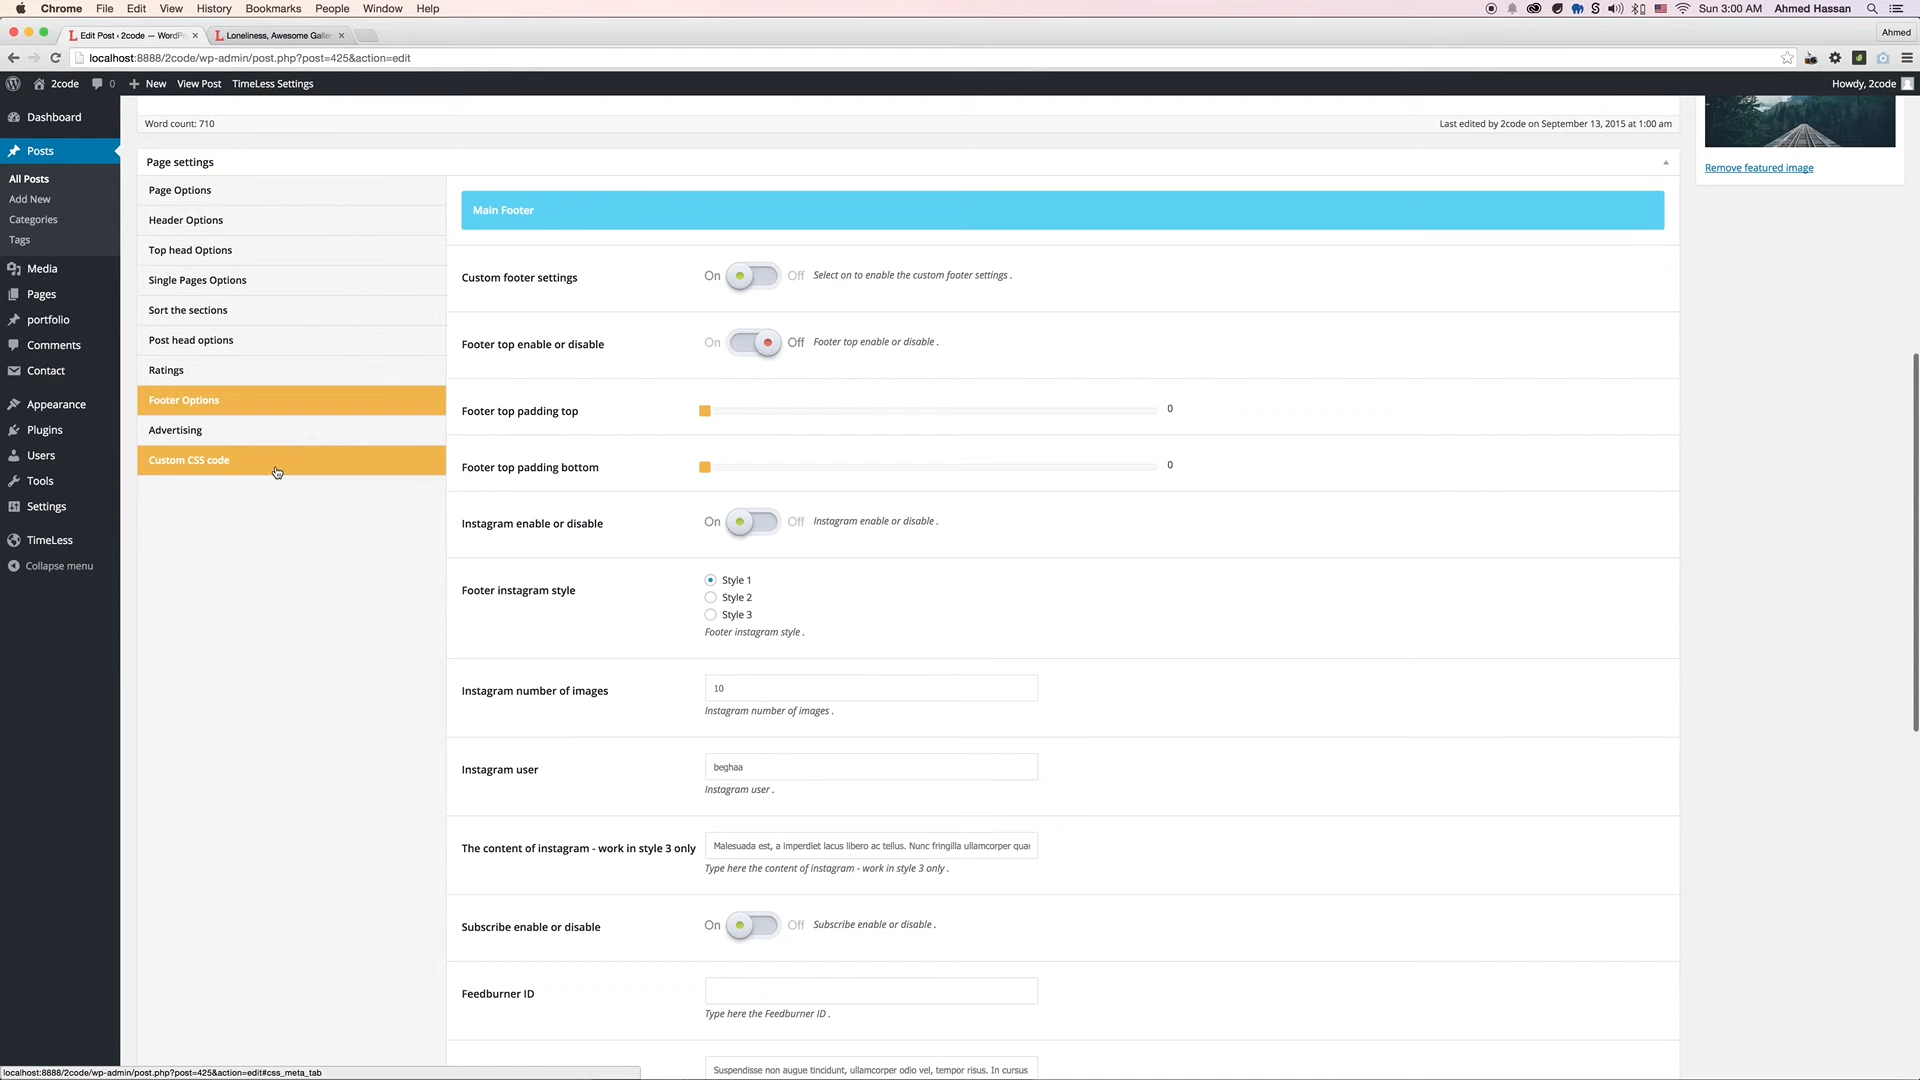 Chrome File Edit View History Bookmarks People Window Help
Sun 3:00 AM Ahmed Hassan
Edit Post ‹ 2code — WordPr
Loneliness, Awesome Galle
Ahmed
localhost:8888/2code/wp-admin/post.php?post=425&action=edit
2code 0 New View Post TimeLess Settings
Howdy, 2code
Dashboard
Posts
All Posts
Add New
Categories
Tags
Media
Pages
portfolio
Comments
Contact
Appearance
Plugins
Users
Tools
Settings
TimeLess
Collapse menu
Word count: 710
Last edited by 2code on September 13, 2015 at 1:00 am
Remove featured image
Page settings
Page Options
Header Options
Top head Options
Single Pages Options
Sort the sections
Post head options
Ratings
Footer Options
Advertising
Custom CSS code
Main Footer
Custom footer settings
On Off Select on to enable the custom footer settings .
Footer top enable or disable
On Off Footer top enable or disable .
Footer top padding top
0
Footer top padding bottom
0
Instagram enable or disable
On Off Instagram enable or disable .
Footer instagram style
Style 1
Style 2
Style 3
Footer instagram style .
Instagram number of images
10
Instagram number of images .
Instagram user
beghaa
Instagram user .
The content of instagram - work in style 3 only
Malesuada est, a imperdiet lacus libero ac tellus. Nunc fringilla ullamcorper qua
Type here the content of instagram - work in style 3 only .
Subscribe enable or disable
On Off Subscribe enable or disable .
Feedburner ID
Type here the Feedburner ID .
Suspendisse non augue tincidunt, ullamcorper odio vel, tempor risus. In cursus
localhost:8888/2code/wp-admin/post.php?post=425&action=edit#css_meta_tab